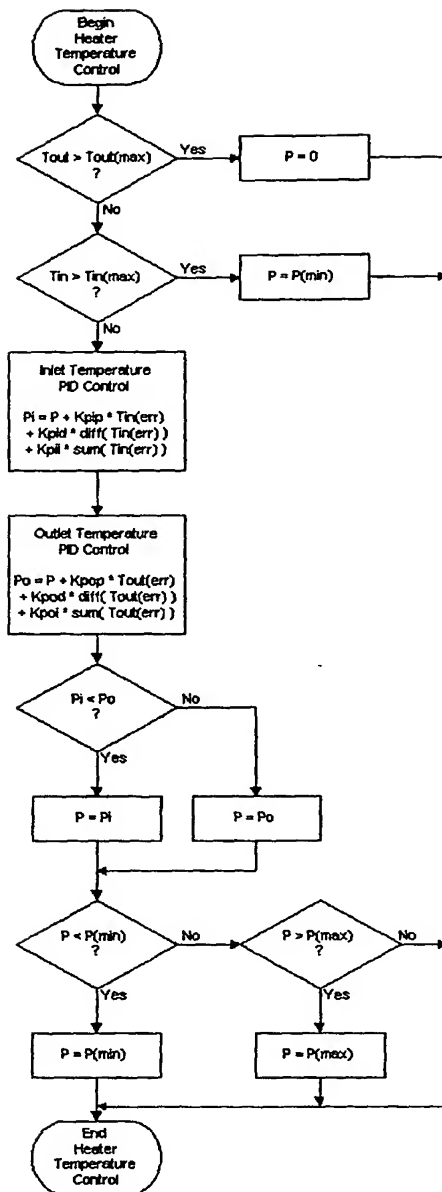 Begin
Heater
Temperature
Control
Tout > Tout(max)
?
Yes
P = 0
No
Tin > Tin(max)
?
Yes
P = P(min)
No
Inlet Temperature
PID Control
Pi = P + Kpip * Tin(err)
+ Kpid * diff( Tin(err) )
+ Kpii * sum( Tin(err) )
Outlet Temperature
PID Control
Po = P + Kpop * Tout(err)
+ Kpod * diff( Tout(err) )
+ Kpoi * sum( Tout(err) )
Pi < Po
?
No
Yes
P = Pi
P = Po
P < P(min)
?
No
P > P(max)
?
No
Yes
Yes
P = P(min)
P = P(max)
End
Heater
Temperature
Control